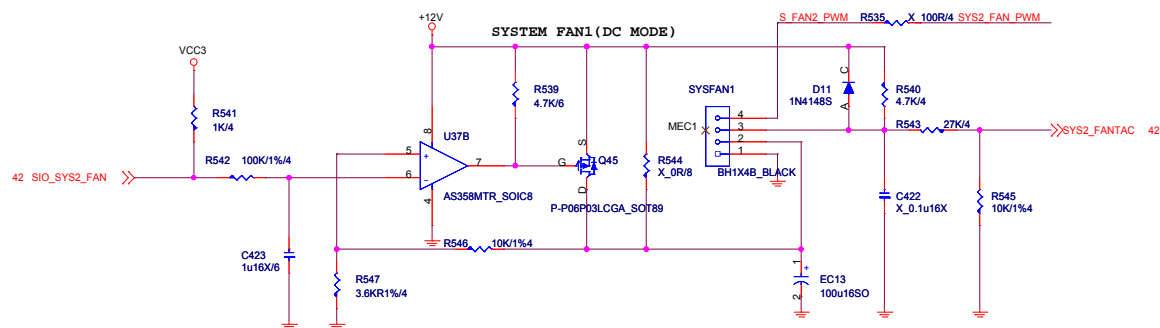 S_FAN2_PWM R535 X_100R/4 SYS2_FAN_PWM
+12V
SYSTEM FAN1(DC MODE)
VCC3
R541
1K/4
R539
4.7K/6
SYSFAN1
MEC1
4
3
2
1
BH1X4B_BLACK
D11
1N4148S
C
A
R540
4.7K/4
R543 27K/4
SYS2_FANTAC 42
U37B
8
5
+
6
-
7
4
AS358MTR_SOIC8
R542 100K/1%4
42 SIO_SYS2_FAN
S
G
D
Q45
P-P06P03LCGA_SOT89
R544
X_0R/8
C422
X_0.1u16X
R545
10K/1%4
R546 10K/1%4
C423
1u16X/6
R547
3.6KR1%/4
1
+
2
EC13
100u16SO